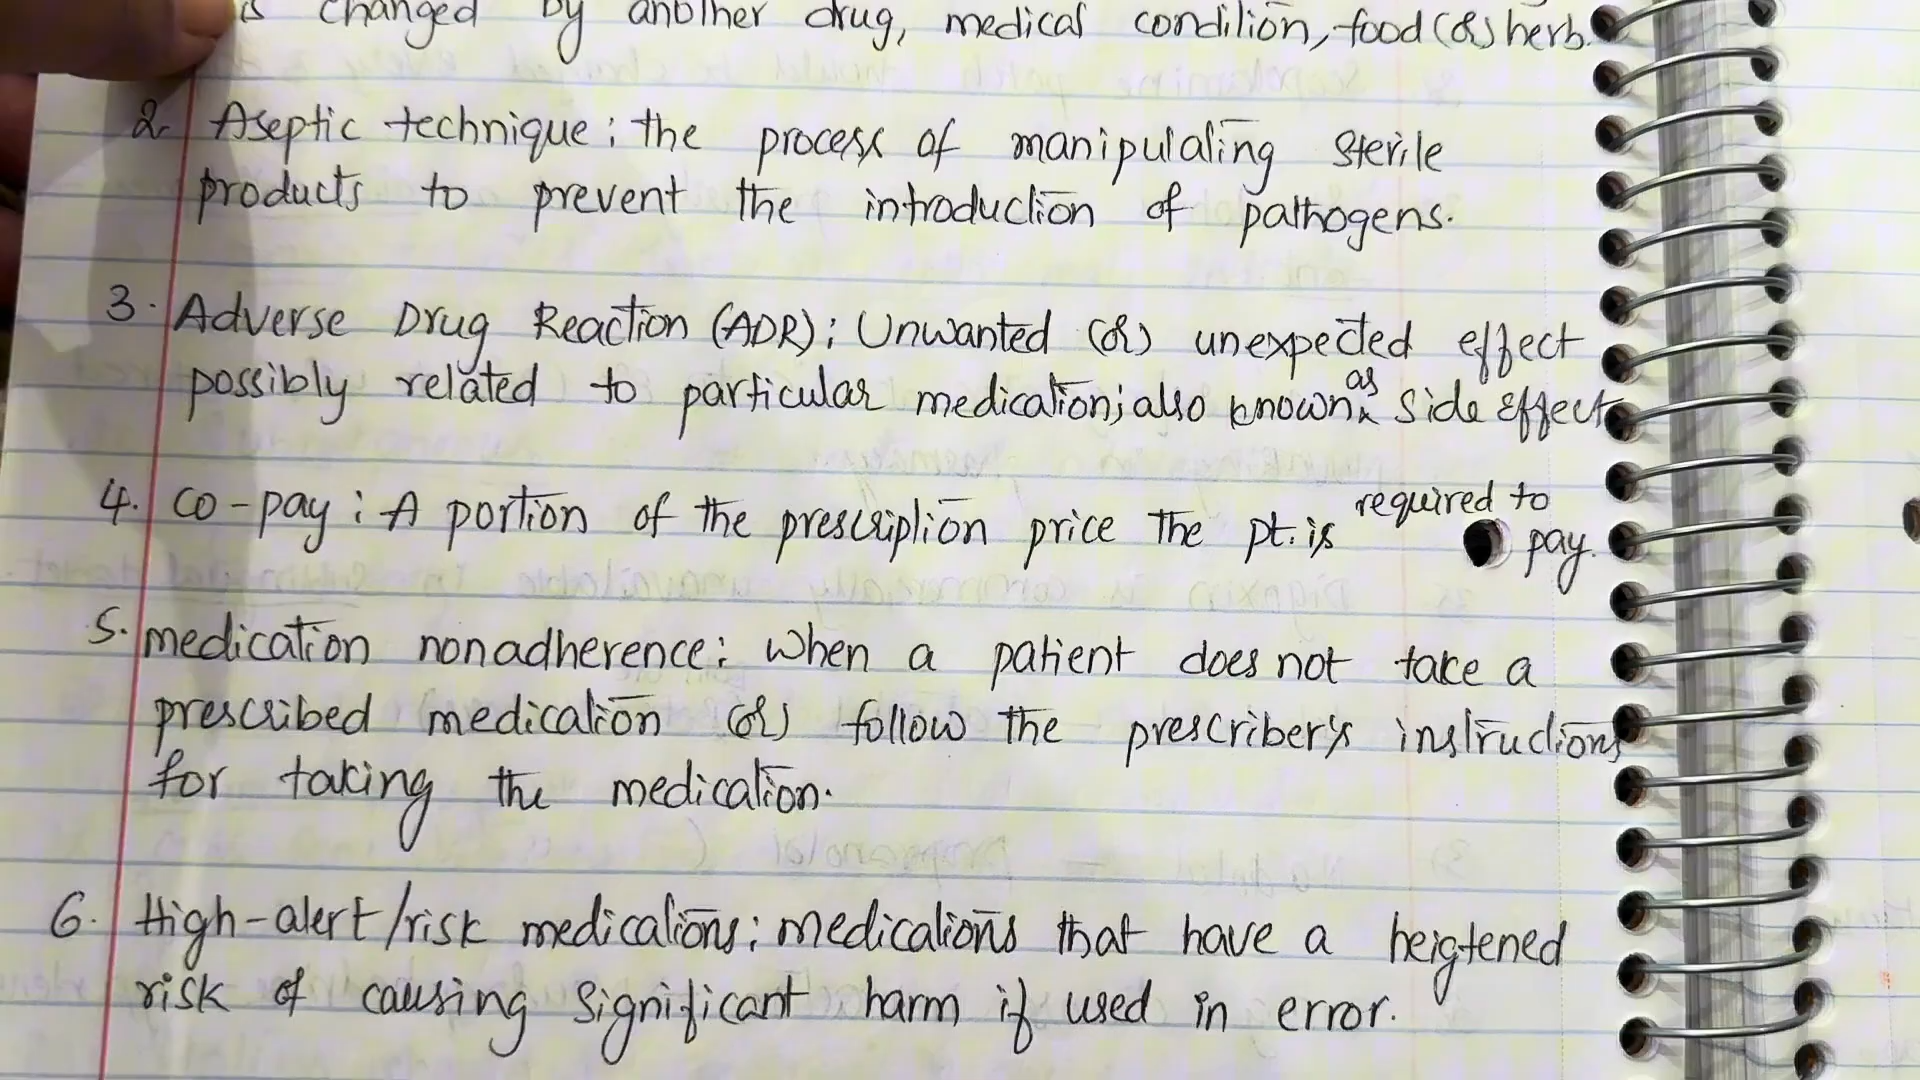 is changed by another drug, medical condition, food (or) herb.
2. Aseptic technique : the process of manipulating sterile
products to prevent the introduction of pathogens.
3. Adverse Drug Reaction (ADR) : Unwanted (or) unexpected effect
possibly related to particular medication; also known as side effect
4. co-pay : A portion of the prescription price the pt. is required to pay.
5. medication nonadherence : When a patient does not take a
prescribed medication (or) follow the prescriber's instructions
for taking the medication.
6. High-alert/risk medications : medications that have a heigtened
risk of causing significant harm if used in error.